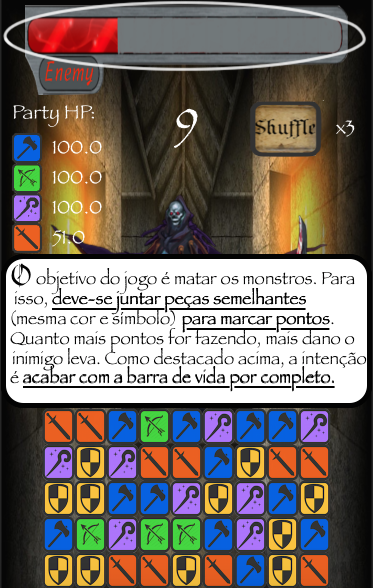 Enemy
Party HP:
9
Shuffle
x3
100.0
100.0
100.0
51.0
O objetivo do jogo é matar os monstros. Para
isso, deve-se juntar peças semelhantes
(mesma cor e símbolo) para marcar pontos.
Quanto mais pontos for fazendo, mais dano o
inimigo leva. Como destacado acima, a intenção
é acabar com a barra de vida por completo.